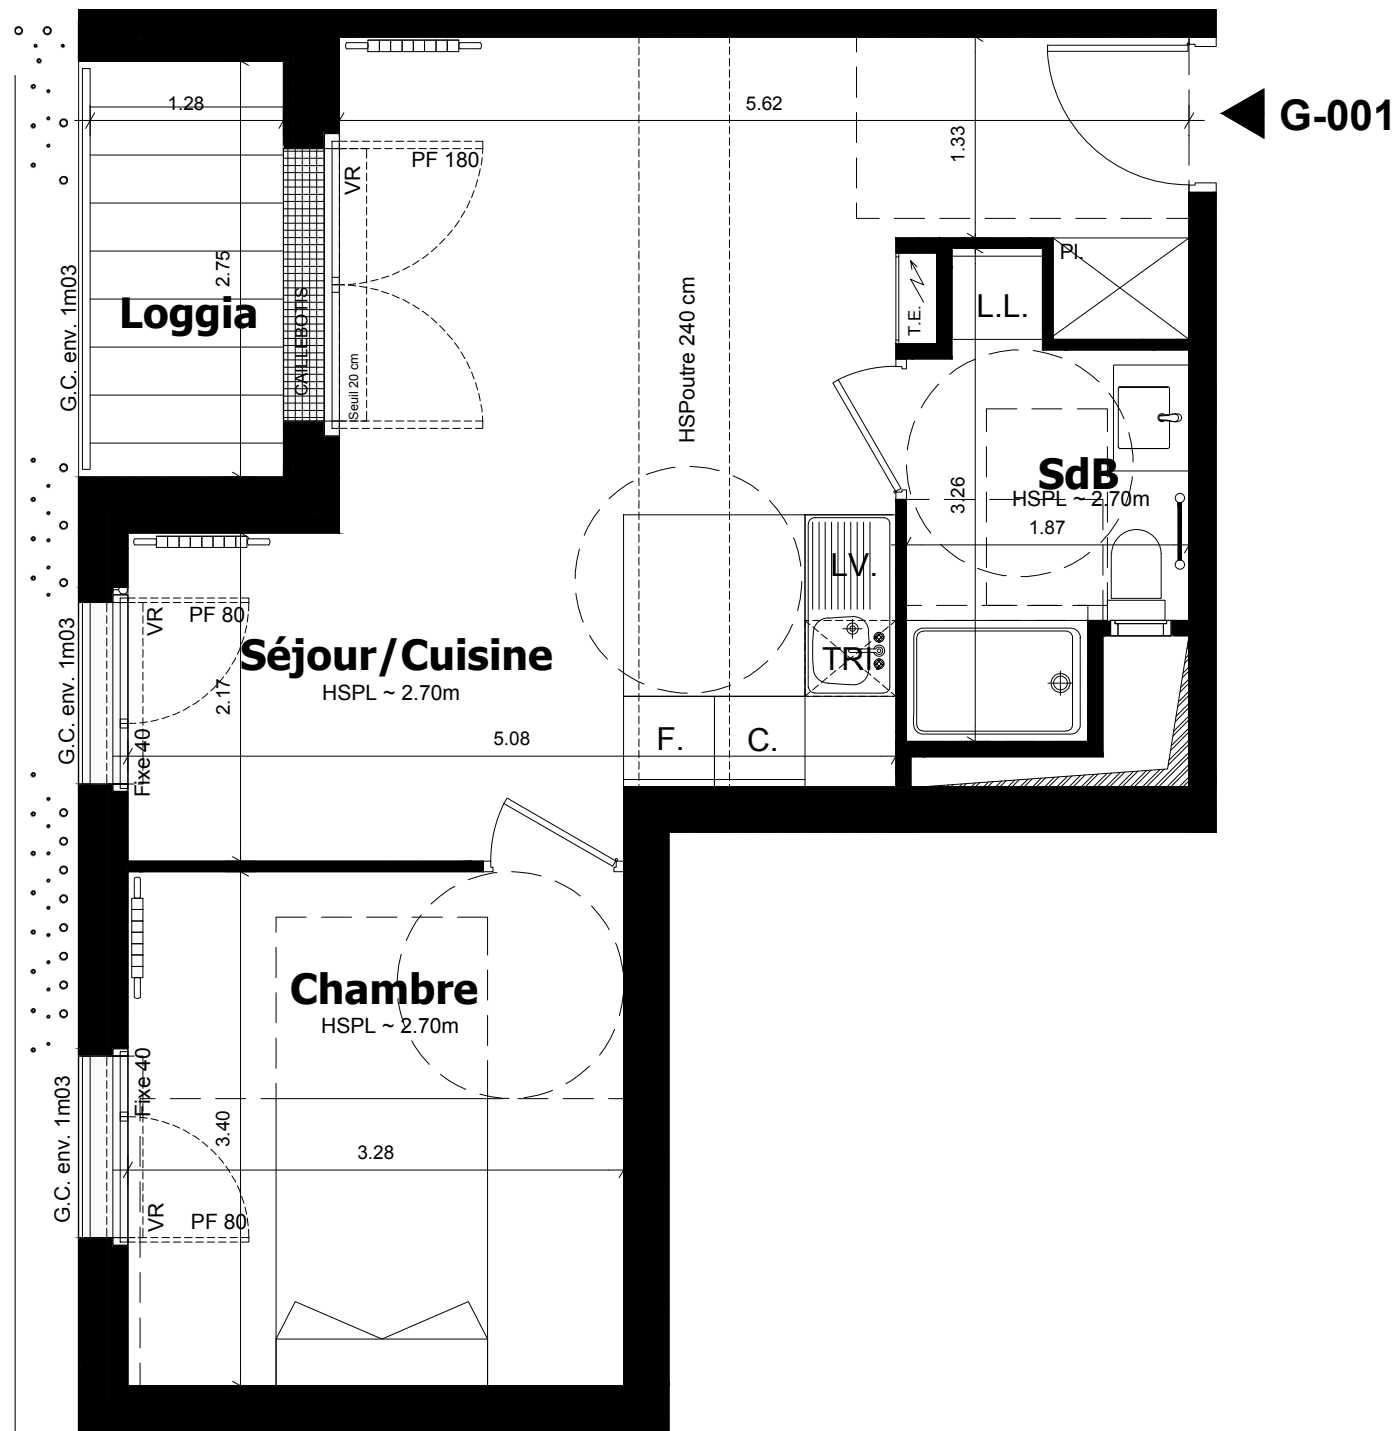 G-001
1.28
5.62
1.33
PF 180
VR
Pl.
2.75
G.C. env. 1m03
Loggia
CAILLEBOTIS
Seuil 20 cm
HSPoutre 240 cm
T.E.
L.L.
SdB
HSPL ~ 2.70m
3.26
1.87
LV.
TRI
VR
PF 80
G.C. env. 1m03
Séjour/Cuisine
HSPL ~ 2.70m
2.17
5.08
F.
C.
Fixe 40
Chambre
HSPL ~ 2.70m
Fixe 40
G.C. env. 1m03
3.40
3.28
VR
PF 80